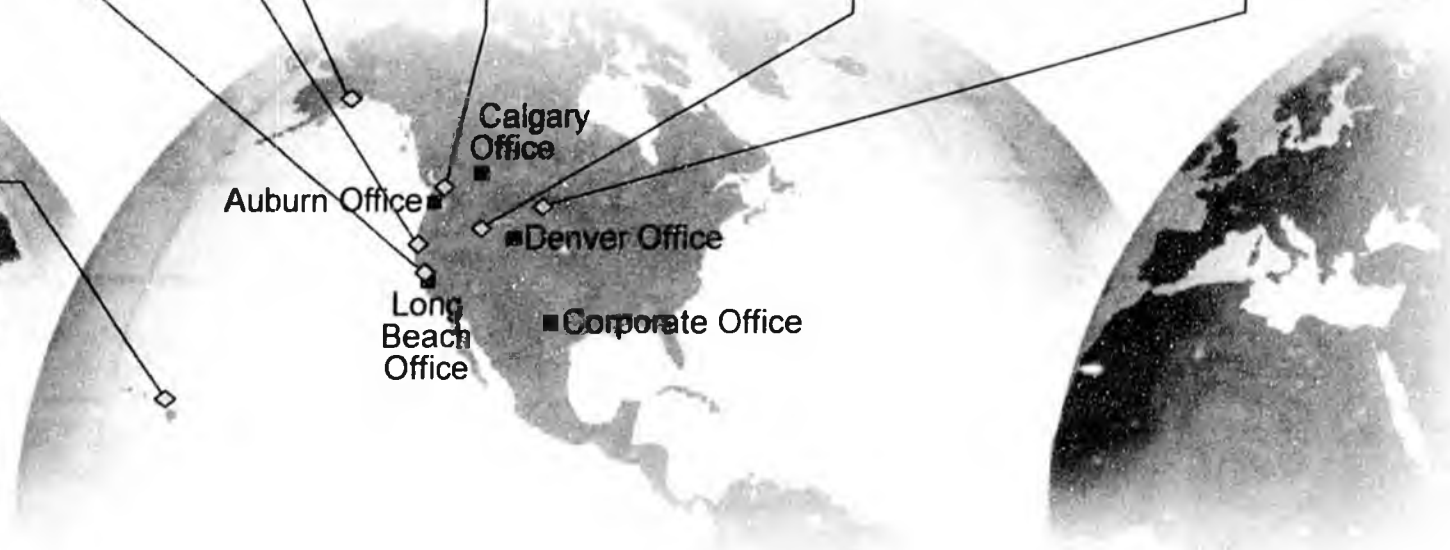 Calgary
Office
Auburn Office
Denver Office
Long
Beach
Office
Corporate Office